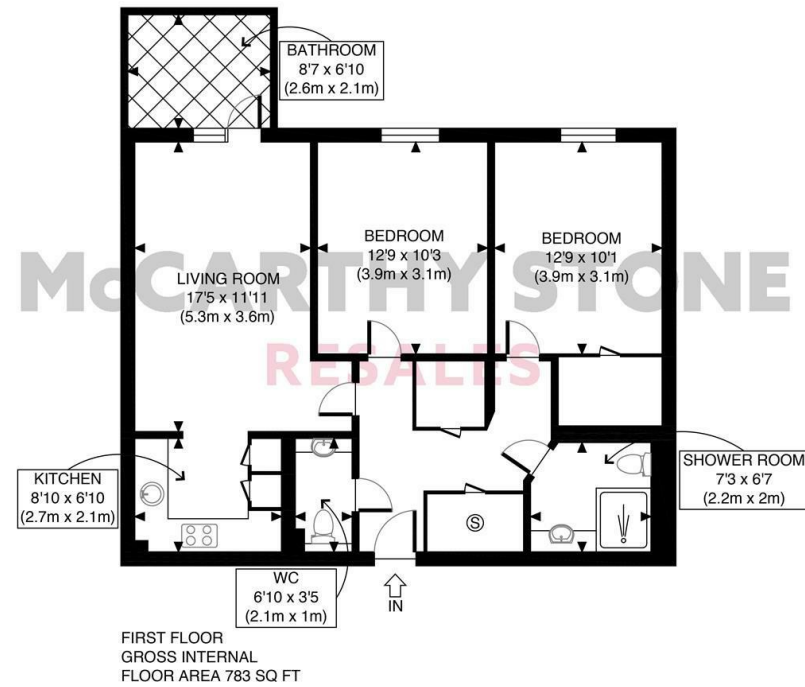 BATHROOM
8'7 x 6'10
(2.6m x 2.1m)
BEDROOM
12'9 x 10'3
(3.9m x 3.1m)
BEDROOM
12'9 x 10'1
(3.9m x 3.1m)
McCARTHY STONE
RESALES
LIVING ROOM
17'5 x 11'11
(5.3m x 3.6m)
KITCHEN
8'10 x 6'10
(2.7m x 2.1m)
SHOWER ROOM
7'3 x 6'7
(2.2m x 2m)
S
WC
6'10 x 3'5
(2.1m x 1m)
IN
FIRST FLOOR
GROSS INTERNAL
FLOOR AREA 783 SQ FT